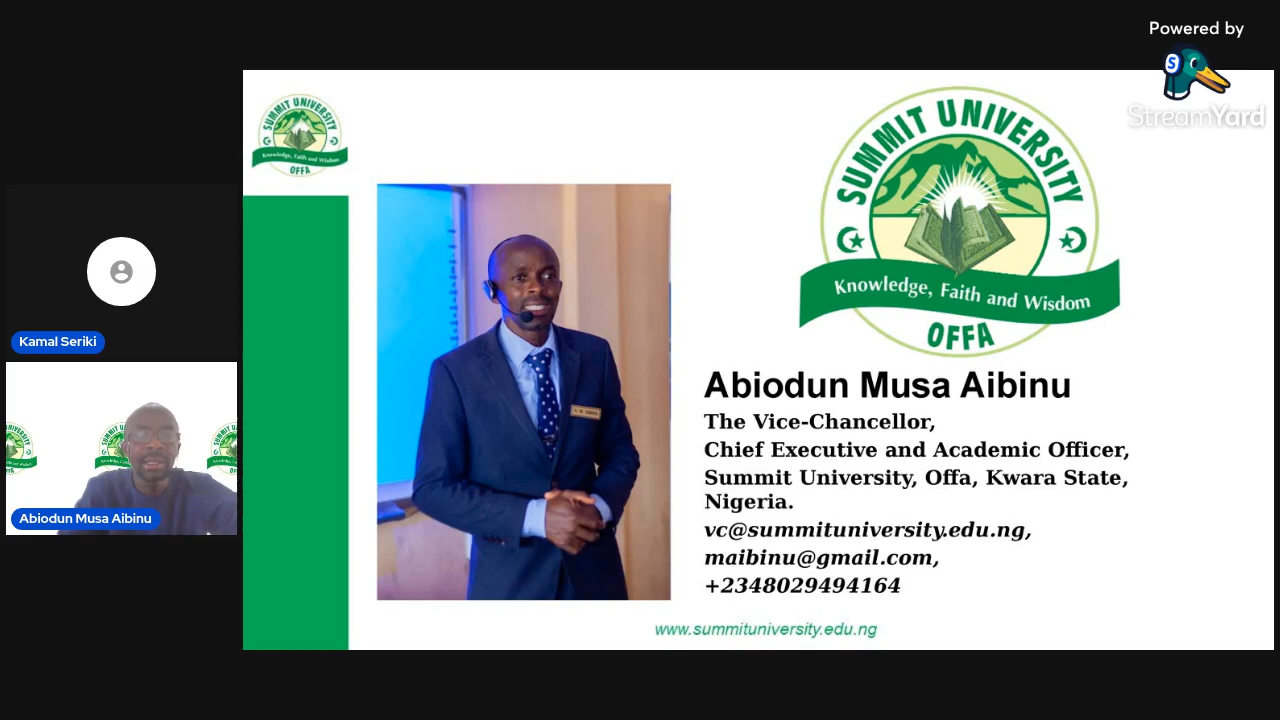 Powered by
StreamYard
SUMMIT UNIVERSITY
Knowledge, Faith and Wisdom
OFFA
SUMMIT UNIVERSITY
Knowledge, Faith and Wisdom
OFFA
Abiodun Musa Aibinu
The Vice-Chancellor,
Chief Executive and Academic Officer,
Summit University, Offa, Kwara State,
Nigeria.
vc@summituniversity.edu.ng,
maibinu@gmail.com,
+2348029494164
www.summituniversity.edu.ng
Kamal Seriki
Abiodun Musa Aibinu